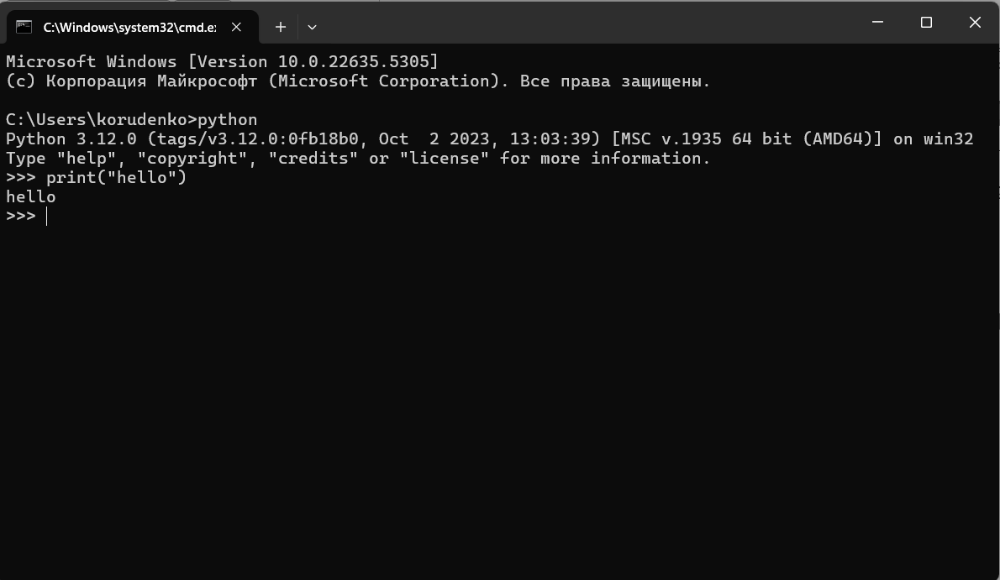 C:\Windows\system32\cmd.e
Microsoft Windows [Version 10.0.22635.5305]
(c) Корпорация Майкрософт (Microsoft Corporation). Все права защищены.
C:\Users\korudenko>python
Python 3.12.0 (tags/v3.12.0:0fb18b0, Oct  2 2023, 13:03:39) [MSC v.1935 64 bit (AMD64)] on win32
Type "help", "copyright", "credits" or "license" for more information.
>>> print("hello")
hello
>>>